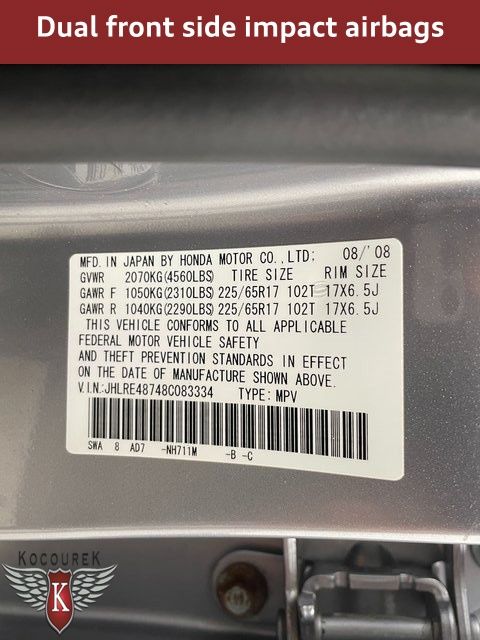 Dual front side impact airbags
MFD. IN JAPAN BY HONDA MOTOR CO.,LTD: 08/'08
GVWR 2070KG(4560LBS) TIRE SIZE RIM SIZE
GAWR F 1050KG(2310LBS) 225/65R17 102T 17X6.5J
GAWR R 1040KG(2290LBS) 225/65R17 102T 17X6.5J
THIS VEHICLE CONFORMS TO ALL APPLICABLE
FEDERAL MOTOR VEHICLE SAFETY
AND THEFT PREVENTION STANDARDS IN EFFECT
ON THE DATE OF MANUFACTURE SHOWN ABOVE.
V.I.N:JHLRE48748C083334 TYPE: MPV
SWA 8 AD7 -NH711M -B -C
KOCOUREK
K